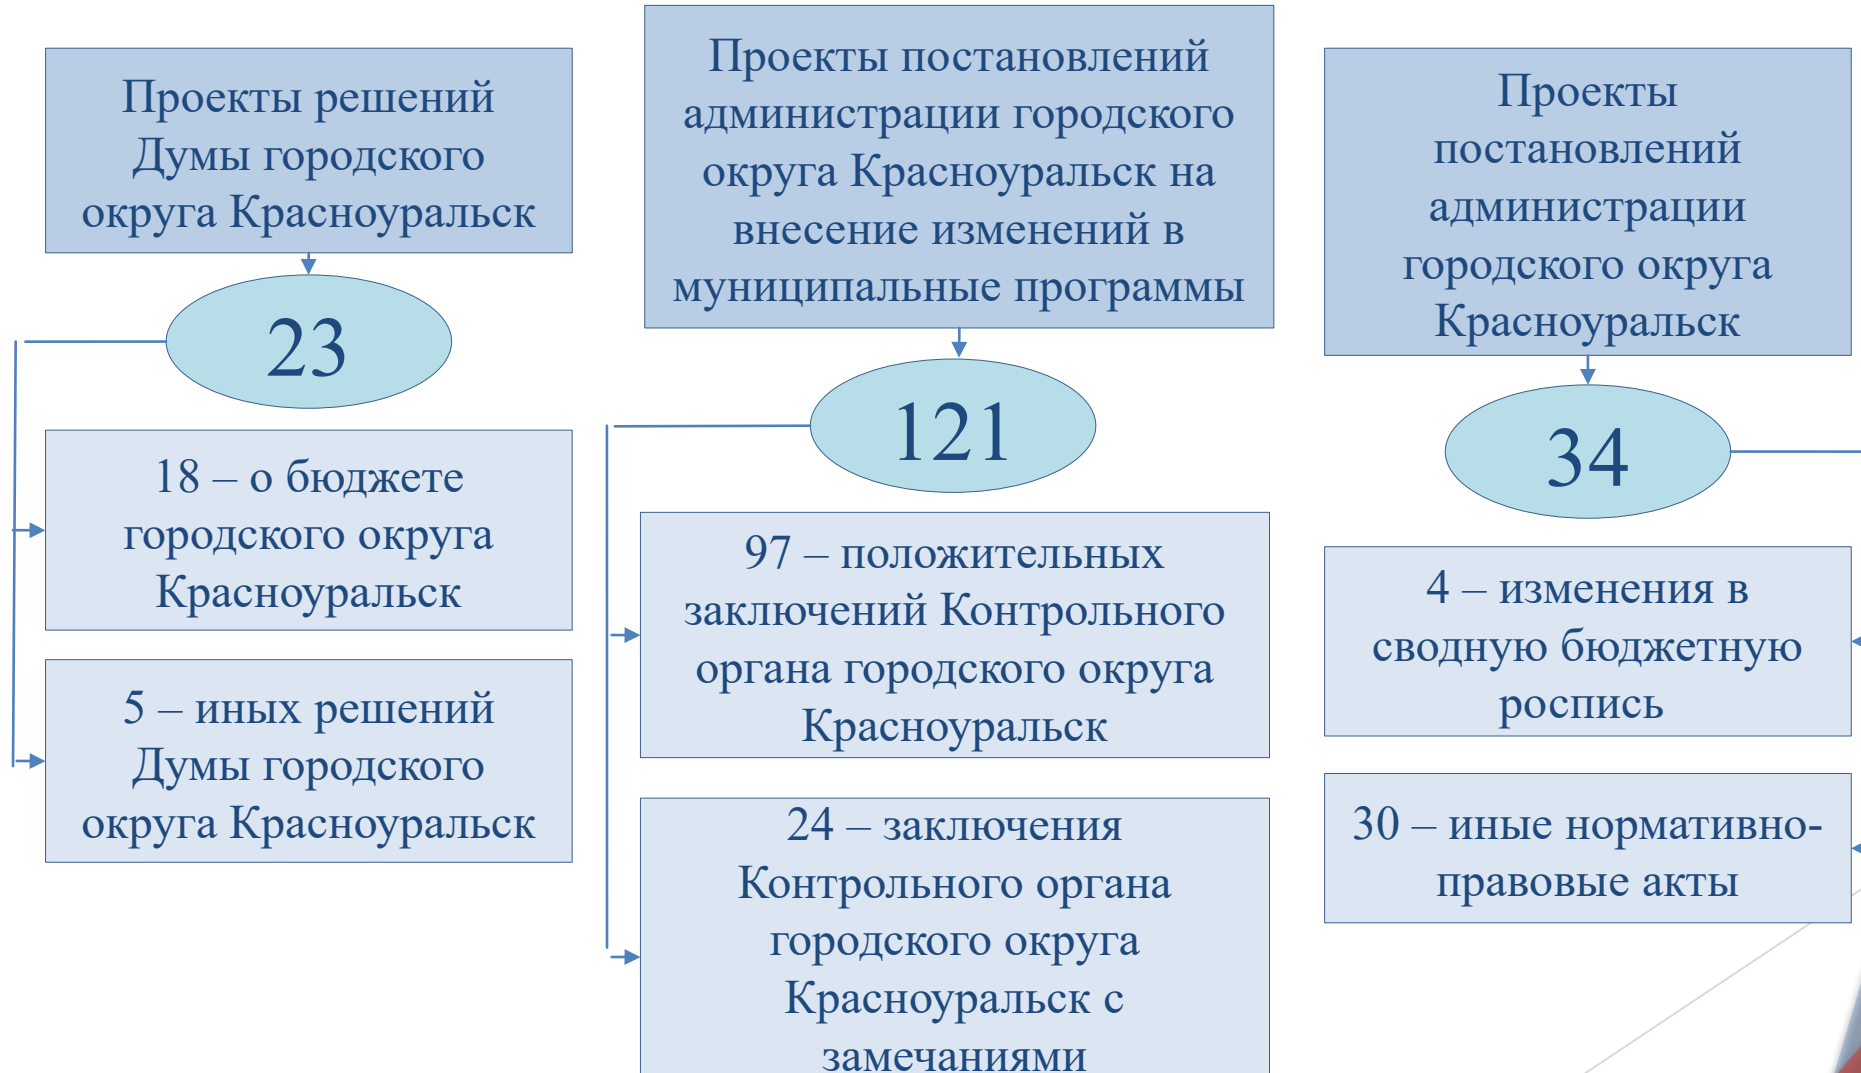 Проекты решений
Думы городского
округа Красноуральск
23
18 – о бюджете
городского округа
Красноуральск
5 – иных решений
Думы городского
округа Красноуральск
Проекты постановлений
администрации городского
округа Красноуральск на
внесение изменений в
муниципальные программы
121
97 – положительных
заключений Контрольного
органа городского округа
Красноуральск
24 – заключения
Контрольного органа
городского округа
Красноуральск с
замечаниями
Проекты
постановлений
администрации
городского округа
Красноуральск
34
4 – изменения в
сводную бюджетную
роспись
30 – иные нормативно-
правовые акты